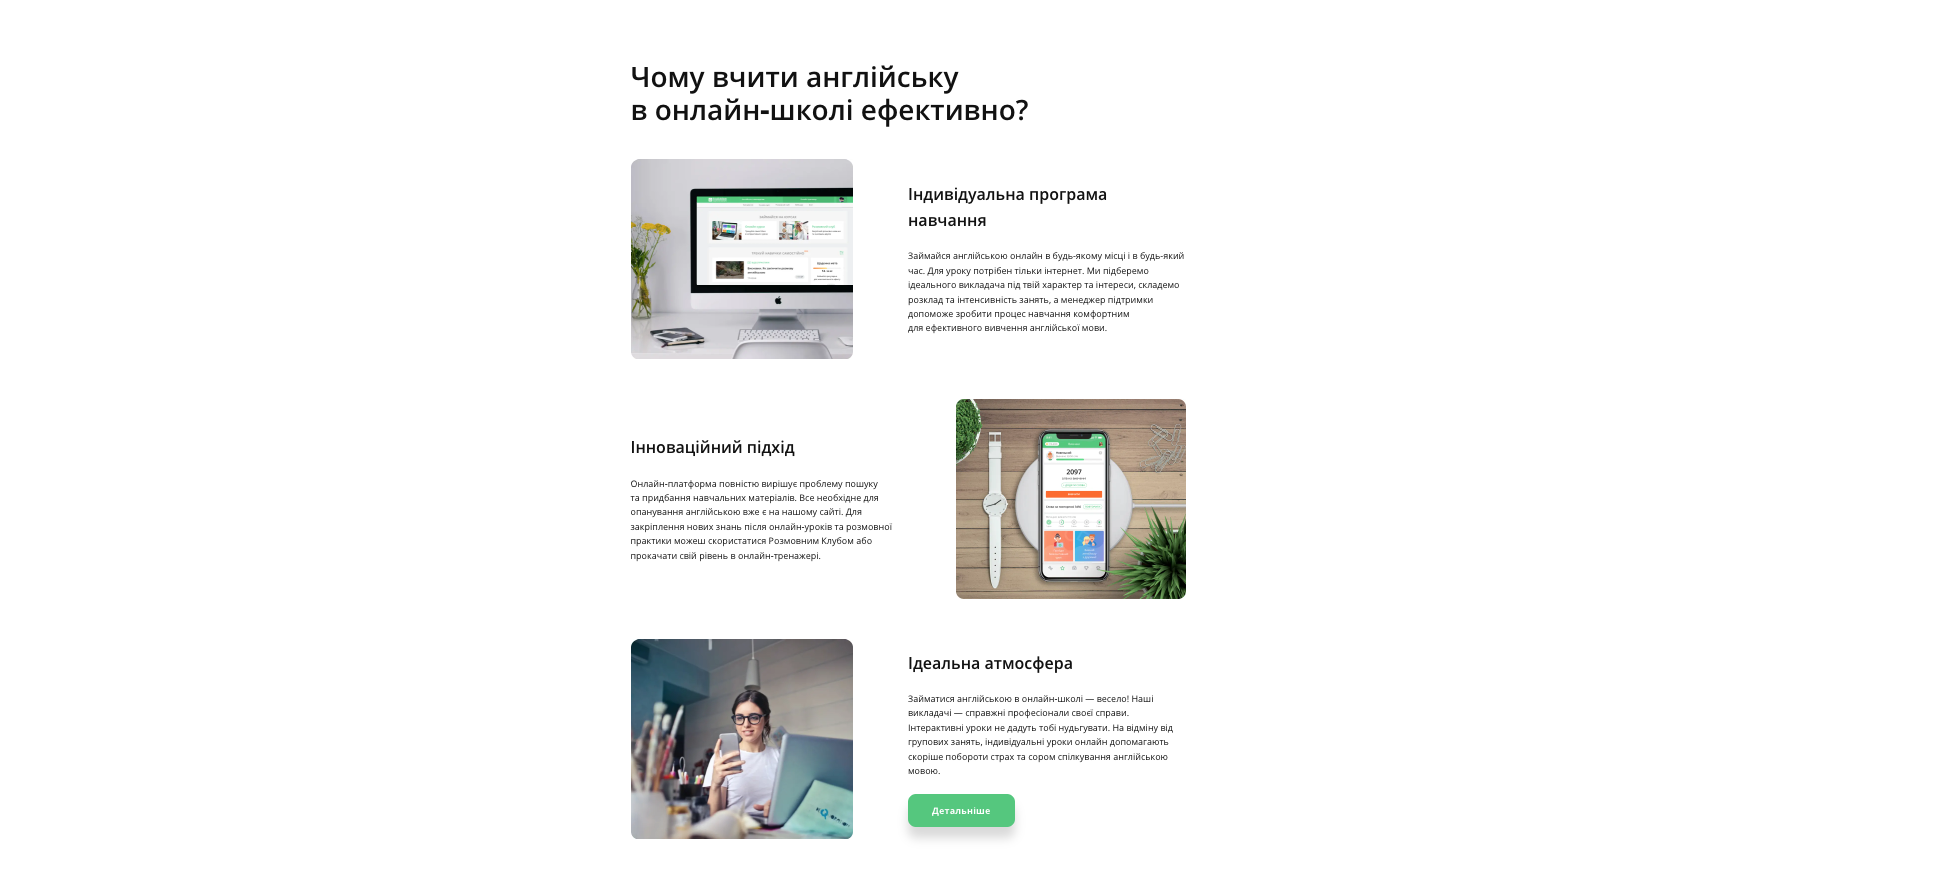 Чому вчити англійську
в онлайн-школі ефективно?
Індивідуальна програма
навчання
Займайся англійською онлайн в будь-якому місці і в будь-який
час. Для уроку потрібен тільки інтернет. Ми підберемо
ідеального викладача під твій характер та інтереси, складемо
розклад та інтенсивність занять, а менеджер підтримки
допоможе зробити процес навчання комфортним
для ефективного вивчення англійської мови.
Інноваційний підхід
Онлайн-платформа повністю вирішує проблему пошуку
та придбання навчальних матеріалів. Все необхідне для
опанування англійською вже є на нашому сайті. Для
закріплення нових знань після онлайн-уроків та розмовної
практики можеш скористатися Розмовним Клубом або
прокачати свій рівень в онлайн-тренажері.
2097
Ідеальна атмосфера
Займатися англійською в онлайн-школі — весело! Наші
викладачі — справжні професіонали своєї справи.
Інтерактивні уроки не дадуть тобі нудьгувати. На відміну від
групових занять, індивідуальні уроки онлайн допомагають
скоріше побороти страх та сором спілкування англійською
мовою.
Детальніше